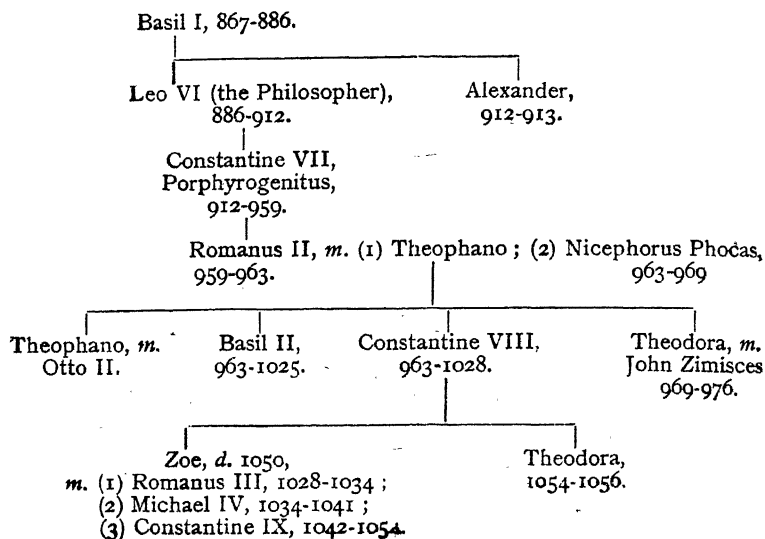 Basil I, 867-886.
Leo VI (the Philosopher), Alexander,
886-912. 912-913.
Constantine VII,
Porphyrogenitus,
912-959.
Romanus II, m. (1) Theophano ; (2) Nicephorus Phocas,
959-963. 963-969
Theophano, m. Basil II, Constantine VIII, Theodora, m.
Otto II. 963-1025. 963-1028. John Zimisces
969-976.
Zoe, d. 1050, Theodora,
m. (1) Romanus III, 1028-1034 ; 1054-1056.
(2) Michael IV, 1034-1041 ;
(3) Constantine IX, 1042-1054.